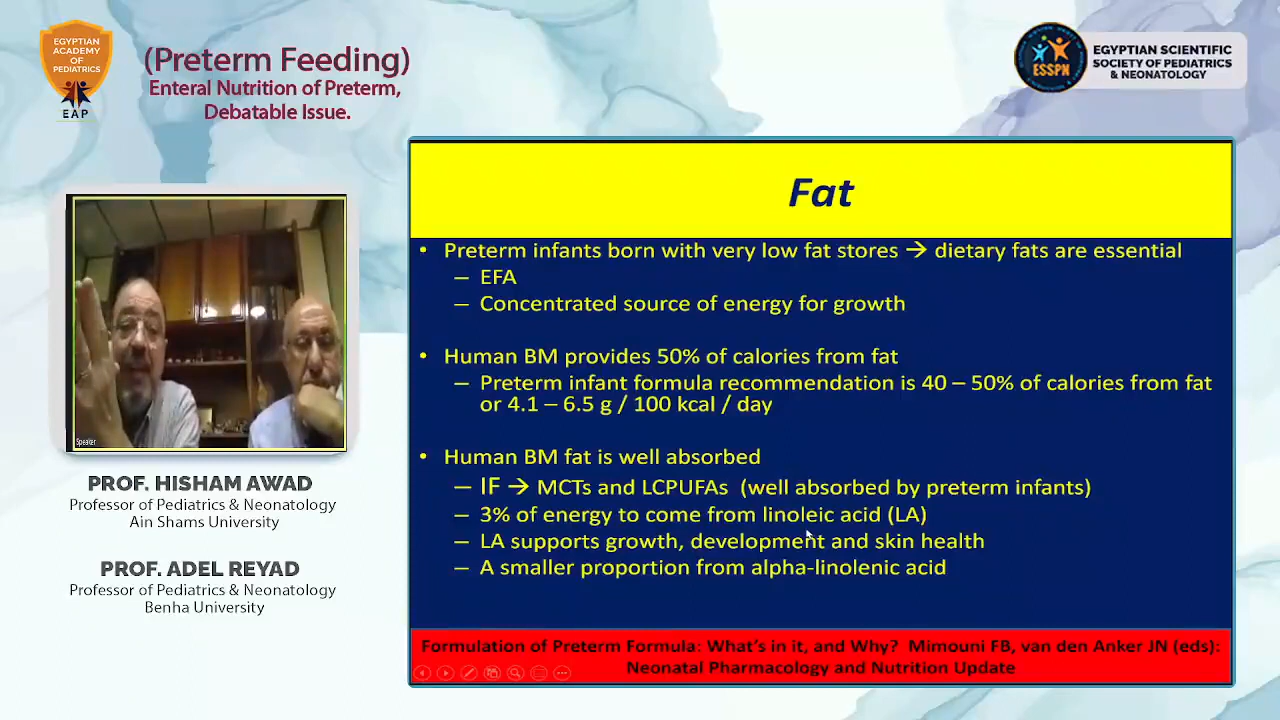 EGYPTIAN
ACADEMY
OF
PEDIATRICS
EAP
(Preterm Feeding)
Enteral Nutrition of Preterm,
Debatable Issue.
ESSPN
EGYPTIAN SCIENTIFIC
SOCIETY OF PEDIATRICS
& NEONATOLOGY
Speaker
PROF. HISHAM AWAD
Professor of Pediatrics & Neonatology
Ain Shams University
PROF. ADEL REYAD
Professor of Pediatrics & Neonatology
Benha University
Fat
• Preterm infants born with very low fat stores → dietary fats are essential
– EFA
– Concentrated source of energy for growth
• Human BM provides 50% of calories from fat
– Preterm infant formula recommendation is 40 – 50% of calories from fat
or 4.1 – 6.5 g / 100 kcal / day
• Human BM fat is well absorbed
– IF → MCTs and LCPUFAs (well absorbed by preterm infants)
– 3% of energy to come from linoleic acid (LA)
– LA supports growth, development and skin health
– A smaller proportion from alpha-linolenic acid
Formulation of Preterm Formula: What's in it, and Why? Mimouni FB, van den Anker JN (eds):
Neonatal Pharmacology and Nutrition Update